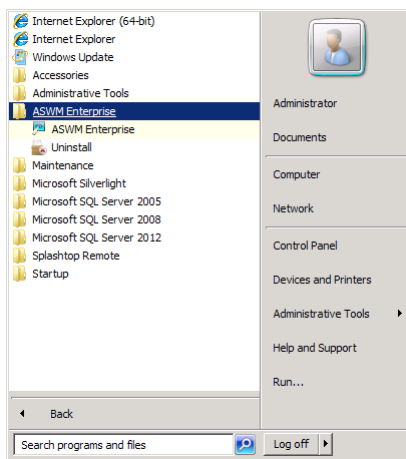 Internet Explorer (64-bit)
Internet Explorer
Windows Update
Accessories
Administrative Tools
ASWM Enterprise
ASWM Enterprise
Uninstall
Maintenance
Microsoft Silverlight
Microsoft SQL Server 2005
Microsoft SQL Server 2008
Microsoft SQL Server 2012
Splashtop Remote
Startup
Back
Search programs and files
Administrator
Documents
Computer
Network
Control Panel
Devices and Printers
Administrative Tools
Help and Support
Run...
Log off